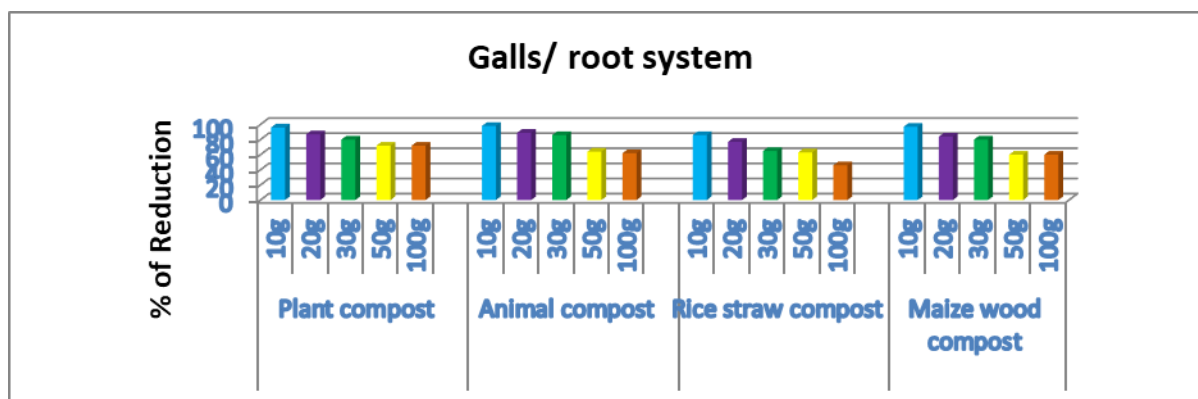 Galls/ root system
% of Reduction
100
80
60
40
20
0
10g 20g 30g 50g 100g 10g 20g 30g 50g 100g 10g 20g 30g 50g 100g 10g 20g 30g 50g 100g
Plant compost Animal compost Rice straw compost Maize wood
compost